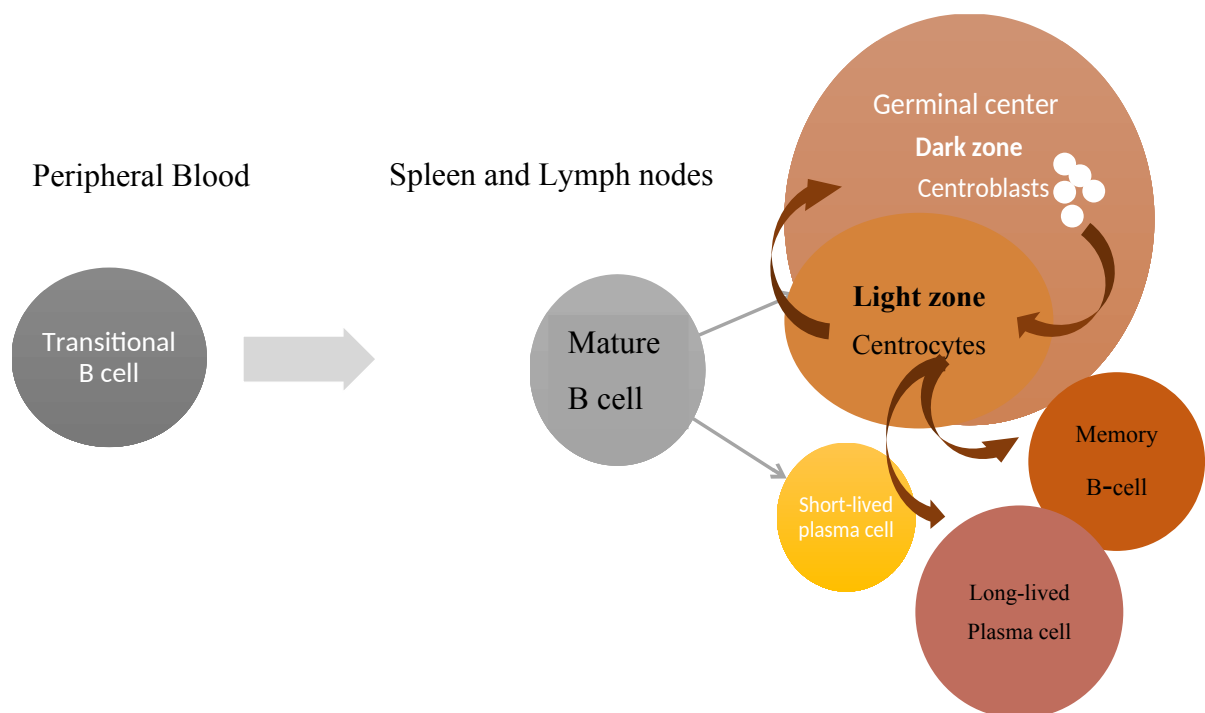 Peripheral Blood
Spleen and Lymph nodes
Germinal center
Dark zone
Centroblasts
Transitional
B cell
Mature
B cell
Light zone
Centrocytes
Short-lived
plasma cell
Memory
B-cell
Long-lived
Plasma cell